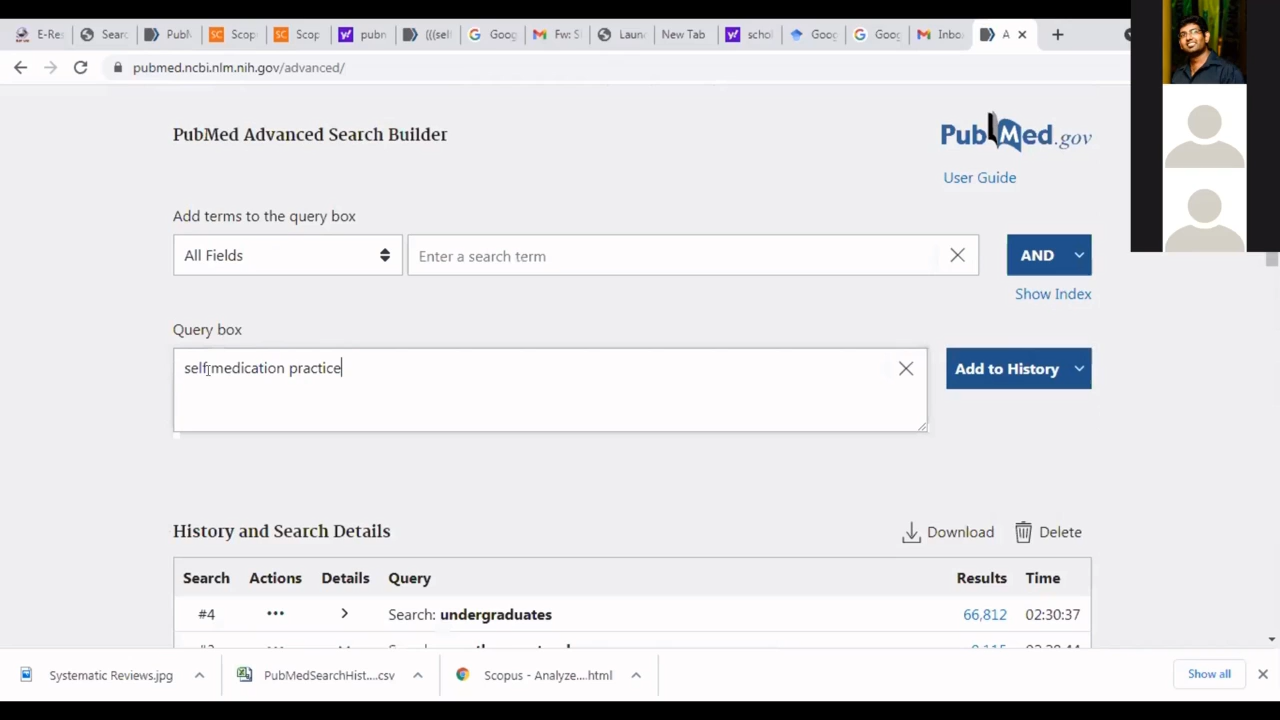 E-Re Searc PubM Scop Scop pubn (((sel Goog Fw: S Laun New Tab schol Goog Goog Inbo A
pubmed.ncbi.nlm.nih.gov/advanced/
PubMed Advanced Search Builder
PubMed.gov
User Guide
Add terms to the query box
All Fields
Enter a search term
AND
Show Index
Query box
self medication practice
Add to History
History and Search Details
Download
Delete
Search Actions Details Query Results Time
#4 Search: undergraduates 66,812 02:30:37
Systematic Reviews.jpg
PubMedSearchHist....csv
Scopus - Analyze....html
Show all